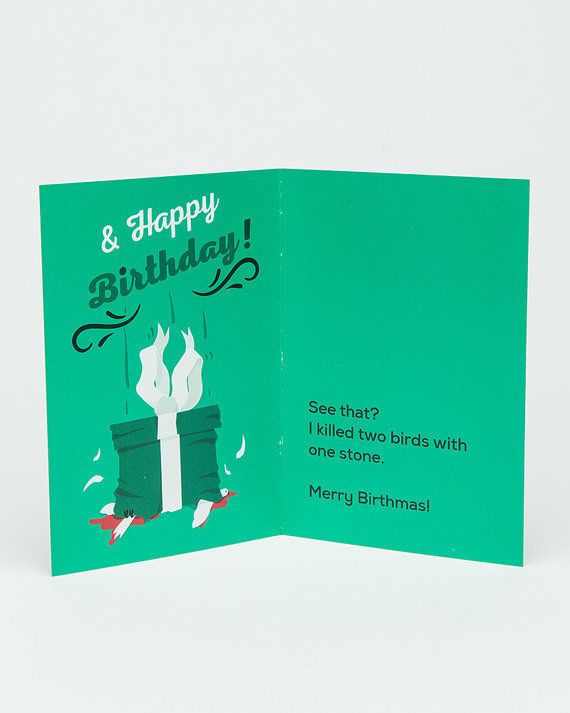 & Happy
Birthday!
See that?
I killed two birds with
one stone.
Merry Birthmas!